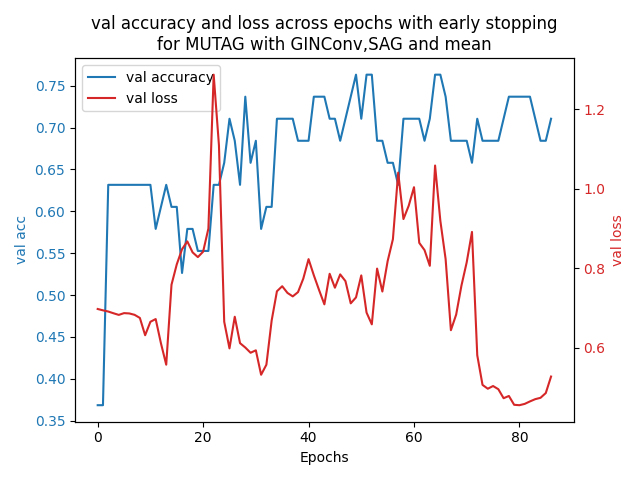 val accuracy and loss across epochs with early stopping
for MUTAG with GINConv,SAG and mean
val accuracy
val loss
0.75
0.70
0.65
0.60
0.55
0.50
0.45
0.40
0.35
val acc
1.2
1.0
0.8
0.6
val loss
0 20 40 60 80
Epochs